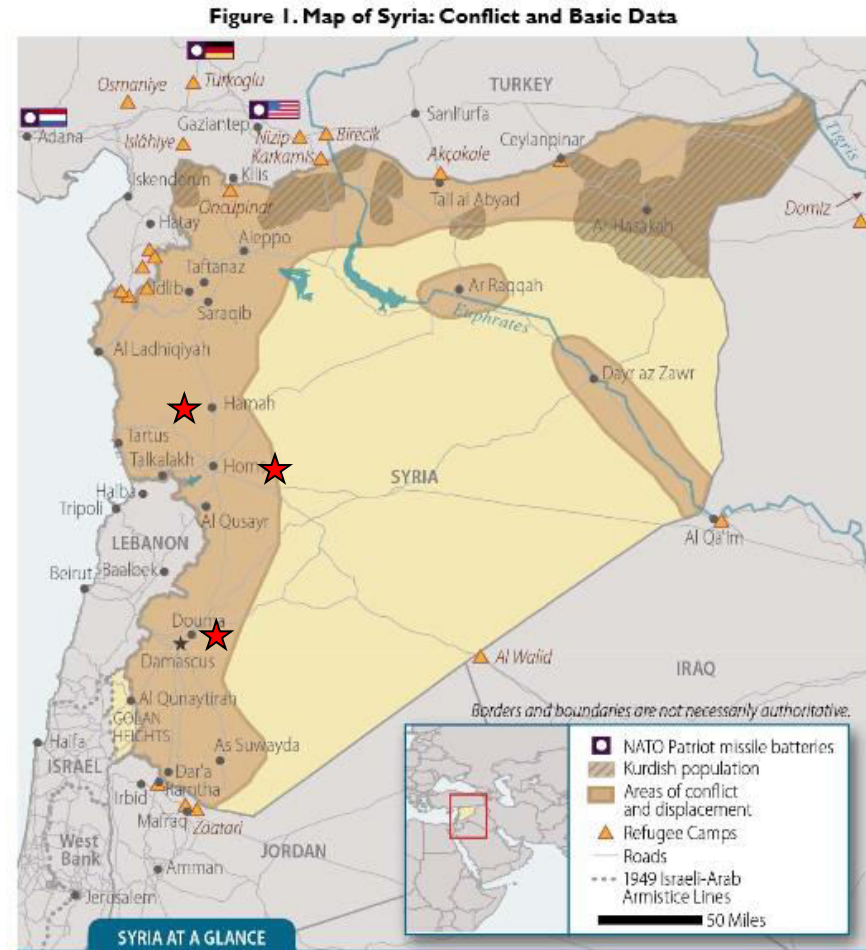 Figure 1. Map of Syria: Conflict and Basic Data
TURKEY
Osmaniye
Turkoglu
Adana
Gaziantep
Nizip
Birecik
Sanliurfa
Islâhiye
Karkamis
Ceylanpinar
Akçakale
Tigris
Iskenderun
Kilis
Oncupinar
Tall al Abyad
Al Hasakah
Domiz
Hatay
Aleppo
Taftanaz
Idlib
Saraqib
Ar Raqqah
Euphrates
Al Ladhiqiyah
Dayr az Zawr
Hamah
Tartus
Talkalakh
Homs
SYRIA
Halba
Tripoli
Al Qusayr
Al Qa'im
LEBANON
Beirut
Baalbek
Douma
Damascus
Al Walid
IRAQ
Al Qunaytirah
GOLAN
HEIGHTS
Borders and boundaries are not necessarily authoritative.
Haifa
As Suwayda
ISRAEL
Dar'a
Irbid
Ramtha
Mafraq
Zaatari
West
Bank
JORDAN
Amman
Jerusalem
NATO Patriot missile batteries
Kurdish population
Areas of conflict
and displacement
Refugee Camps
Roads
1949 Israeli-Arab
Armistice Lines
50 Miles
SYRIA AT A GLANCE